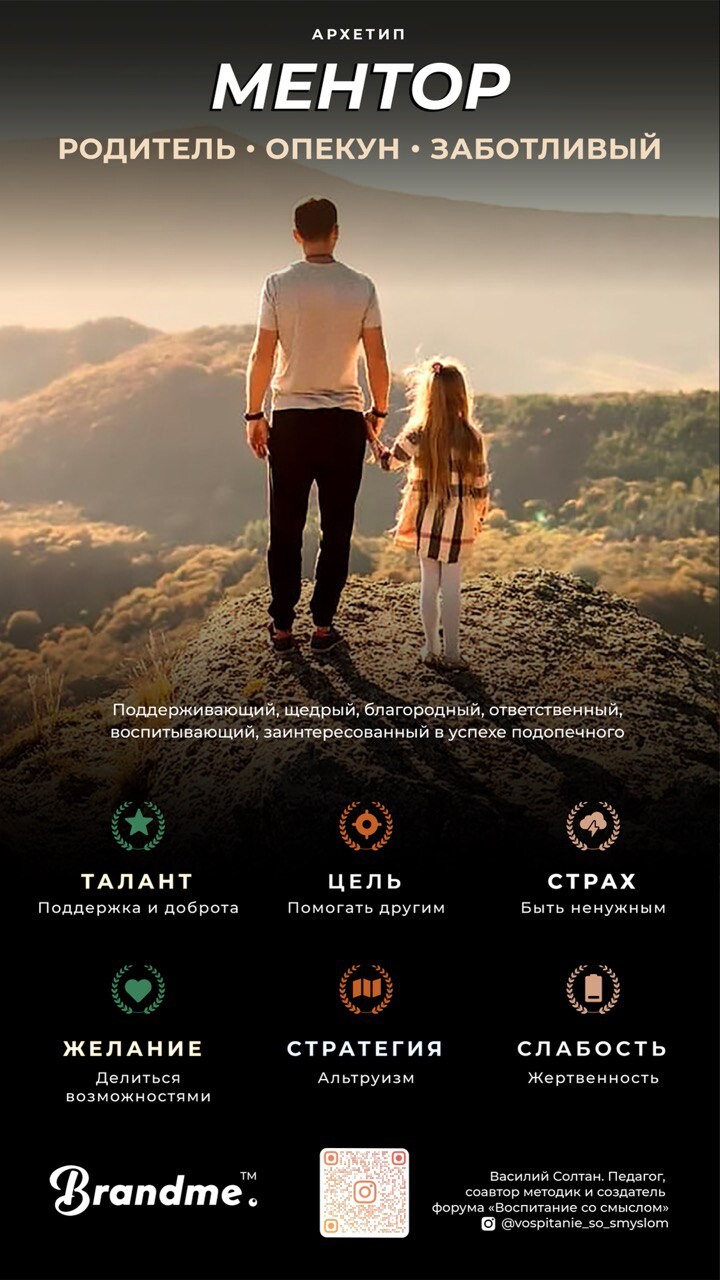 АРХЕТИП
МЕНТОР
РОДИТЕЛЬ • ОПЕКУН • ЗАБОТЛИВЫЙ
Поддерживающий, щедрый, благородный, ответственный,
воспитывающий, заинтересованный в успехе подопечного
ТАЛАНТ
Поддержка и доброта
ЦЕЛЬ
Помогать другим
СТРАХ
Быть ненужным
ЖЕЛАНИЕ
Делиться
возможностями
СТРАТЕГИЯ
Альтруизм
СЛАБОСТЬ
Жертвенность
Brandme.™
Василий Солтан. Педагог,
соавтор методик и создатель
форума «Воспитание со смыслом»
@vospitanie_so_smyslom